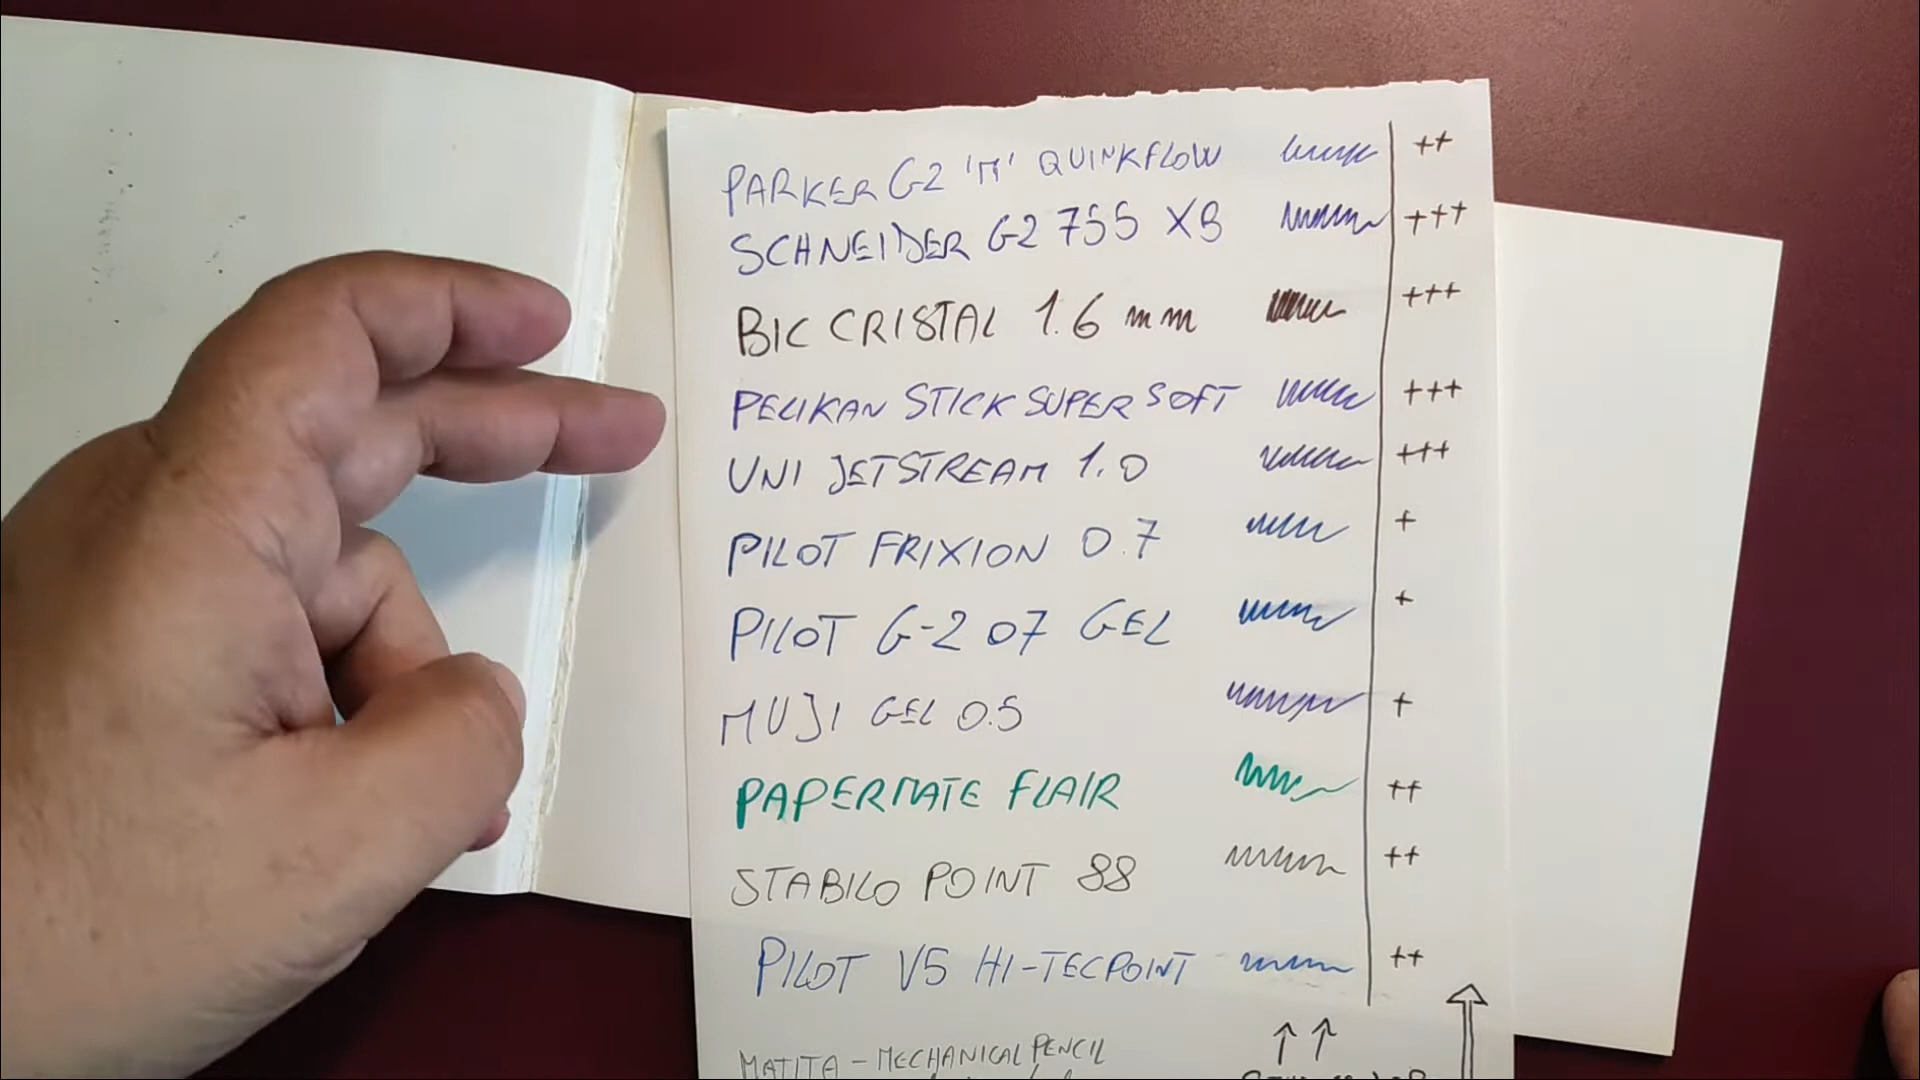 PARKER G2 'M' QUINKFLOW ++
SCHNEIDER G2 755 XB +++
BIC CRISTAL 1.6 mm +++
PELIKAN STICK SUPER SOFT +++
UNI JETSTREAM 1.0 +++
PILOT FRIXION 0.7 +
PILOT G-2 07 GEL +
MUJI GEL 0.5 +
PAPERMATE FLAIR ++
STABILO POINT 88 ++
PILOT V5 HI-TECPOINT ++
MATITA - MECHANICAL PENCIL